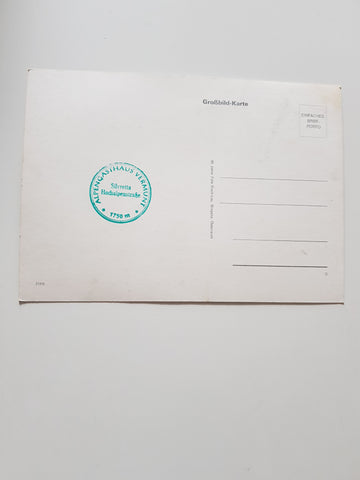 Großbild-Karte
EINFACHES
BRIEF-
PORTO
ALPENGASTHAUS VERMUNT
Silvretta
Hochalpenstraße
* 1750 m *